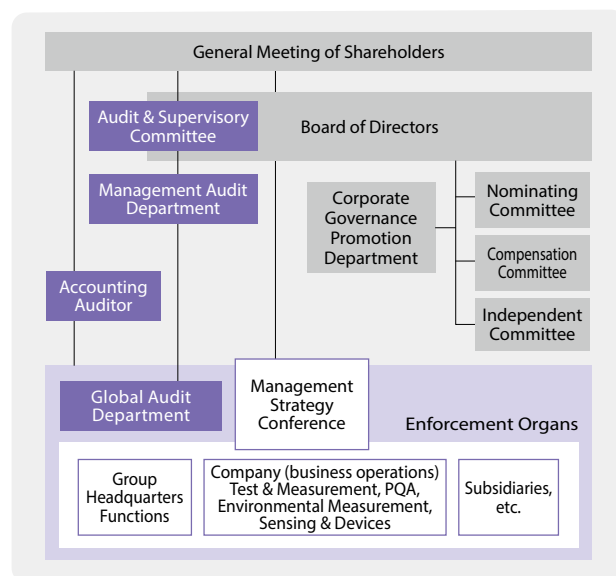 General Meeting of Shareholders
Audit & Supervisory
Committee
Board of Directors
Management Audit
Department
Corporate
Governance
Promotion
Department
Nominating
Committee
Compensation
Committee
Independent
Committee
Accounting
Auditor
Global Audit
Department
Management
Strategy
Conference
Enforcement Organs
Group
Headquarters
Functions
Company (business operations)
Test & Measurement, PQA,
Environmental Measurement,
Sensing & Devices
Subsidiaries,
etc.